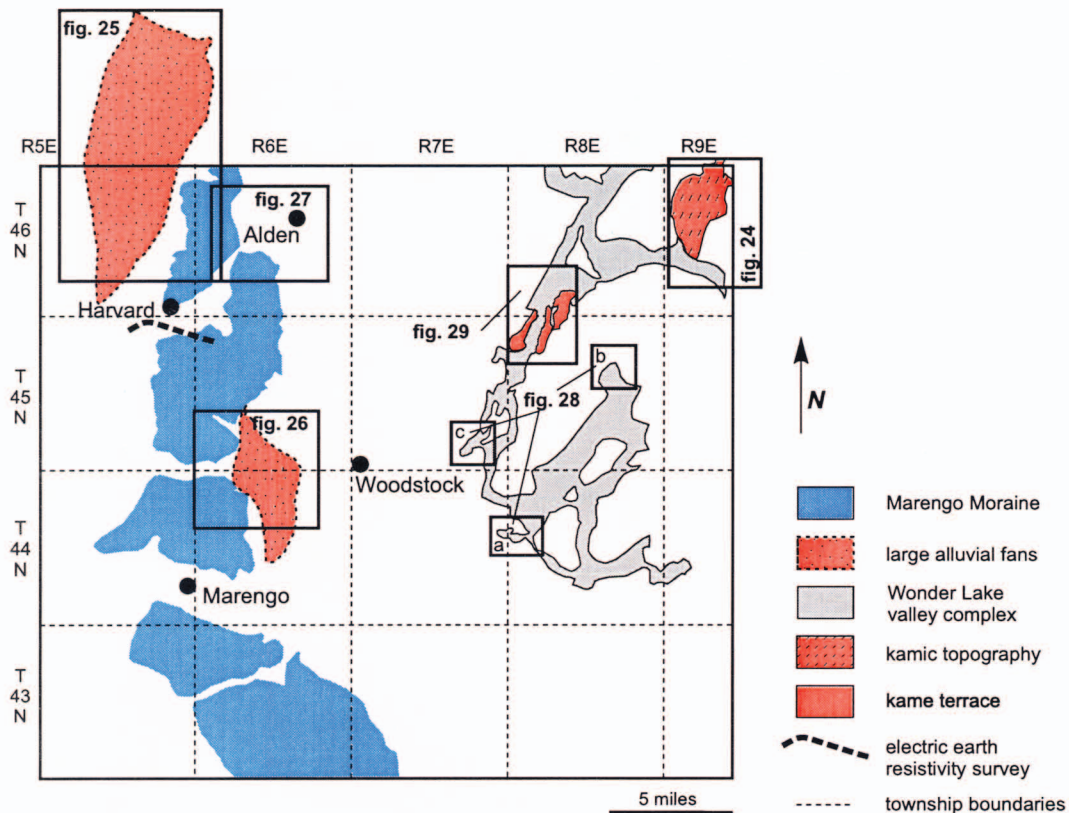 fig. 25
R5E
R6E
R7E
R8E
R9E
T
46
N
fig. 27
Alden
fig. 24
Harvard
fig. 29
b
T
45
N
fig. 28
fig. 26
c
Woodstock
T
44
N
a
Marengo
T
43
N
N
Marengo Moraine
large alluvial fans
Wonder Lake
valley complex
kamic topography
kame terrace
electric earth
resistivity survey
5 miles
township boundaries